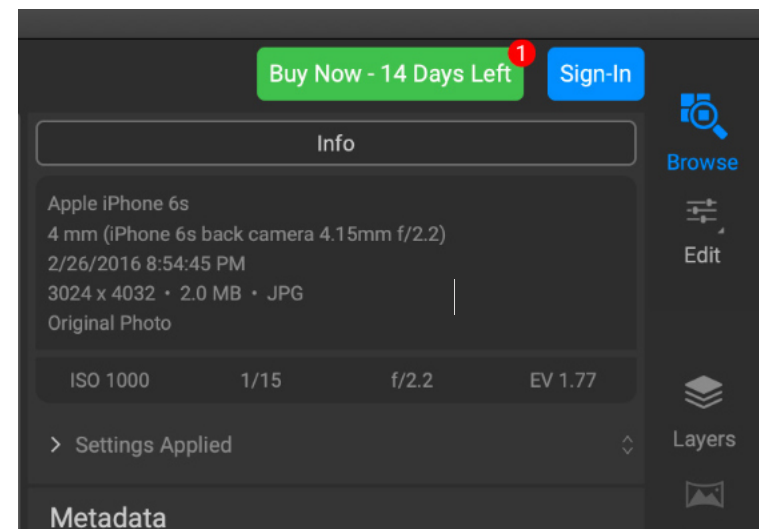 Buy Now - 14 Days Left
1
Sign-In
Info
Browse
Apple iPhone 6s
4 mm (iPhone 6s back camera 4.15mm f/2.2)
2/26/2016 8:54:45 PM
3024 x 4032 • 2.0 MB • JPG
Original Photo
Edit
ISO 1000 1/15 f/2.2 EV 1.77
> Settings Applied
Layers
Metadata